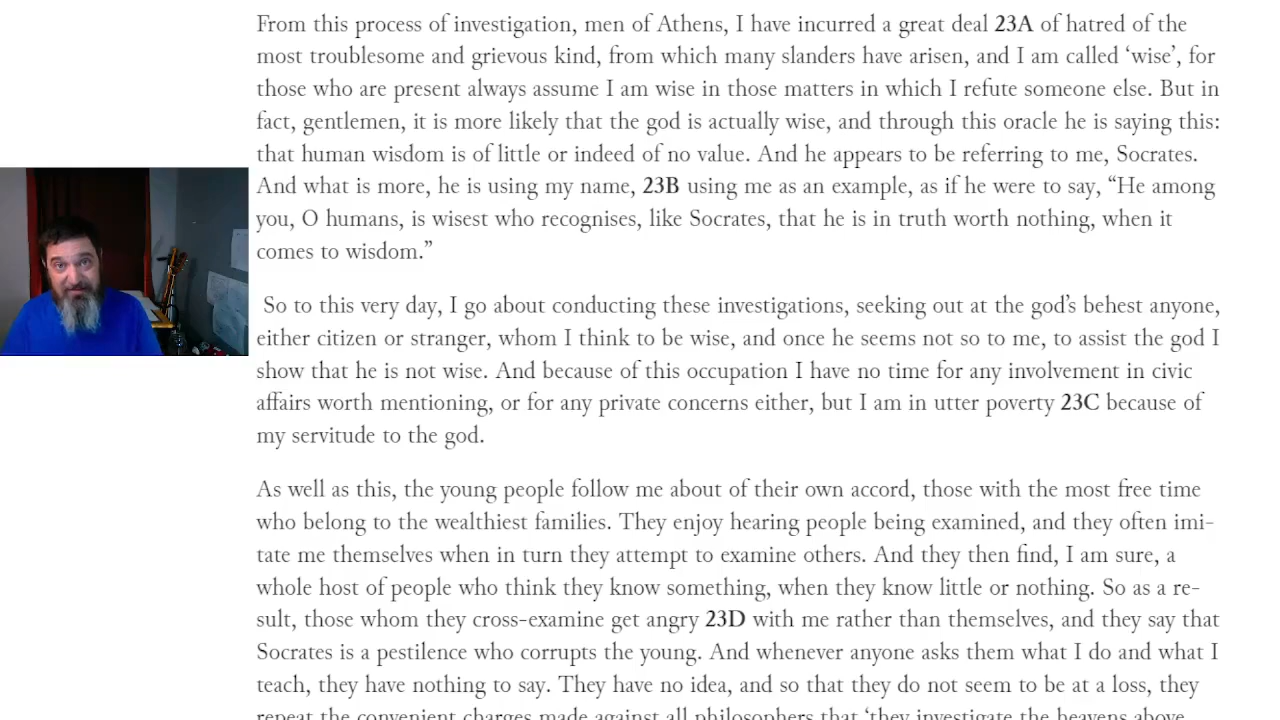 From this process of investigation, men of Athens, I have incurred a great deal 23A of hatred of the
most troublesome and grievous kind, from which many slanders have arisen, and I am called ‘wise’, for
those who are present always assume I am wise in those matters in which I refute someone else. But in
fact, gentlemen, it is more likely that the god is actually wise, and through this oracle he is saying this:
that human wisdom is of little or indeed of no value. And he appears to be referring to me, Socrates.
And what is more, he is using my name, 23B using me as an example, as if he were to say, “He among
you, O humans, is wisest who recognises, like Socrates, that he is in truth worth nothing, when it
comes to wisdom.”
So to this very day, I go about conducting these investigations, seeking out at the god’s behest anyone,
either citizen or stranger, whom I think to be wise, and once he seems not so to me, to assist the god I
show that he is not wise. And because of this occupation I have no time for any involvement in civic
affairs worth mentioning, or for any private concerns either, but I am in utter poverty 23C because of
my servitude to the god.
As well as this, the young people follow me about of their own accord, those with the most free time
who belong to the wealthiest families. They enjoy hearing people being examined, and they often imi-
tate me themselves when in turn they attempt to examine others. And they then find, I am sure, a
whole host of people who think they know something, when they know little or nothing. So as a re-
sult, those whom they cross-examine get angry 23D with me rather than themselves, and they say that
Socrates is a pestilence who corrupts the young. And whenever anyone asks them what I do and what I
teach, they have nothing to say. They have no idea, and so that they do not seem to be at a loss, they
repeat the convenient charges made against all philosophers that ‘they investigate the heavens above